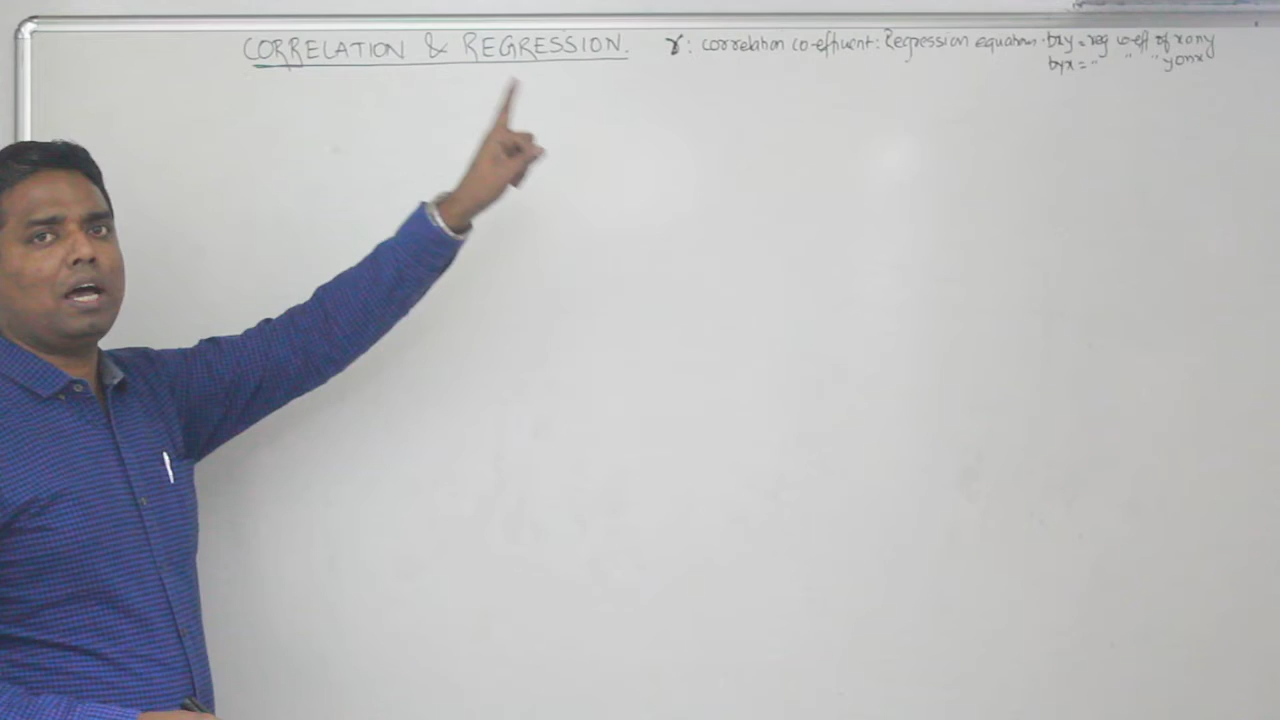 CORRELATION & REGRESSION. r : correlation co-efficient : Regression equations · bxy = reg co-eff of x on y
byx = " " " y on x